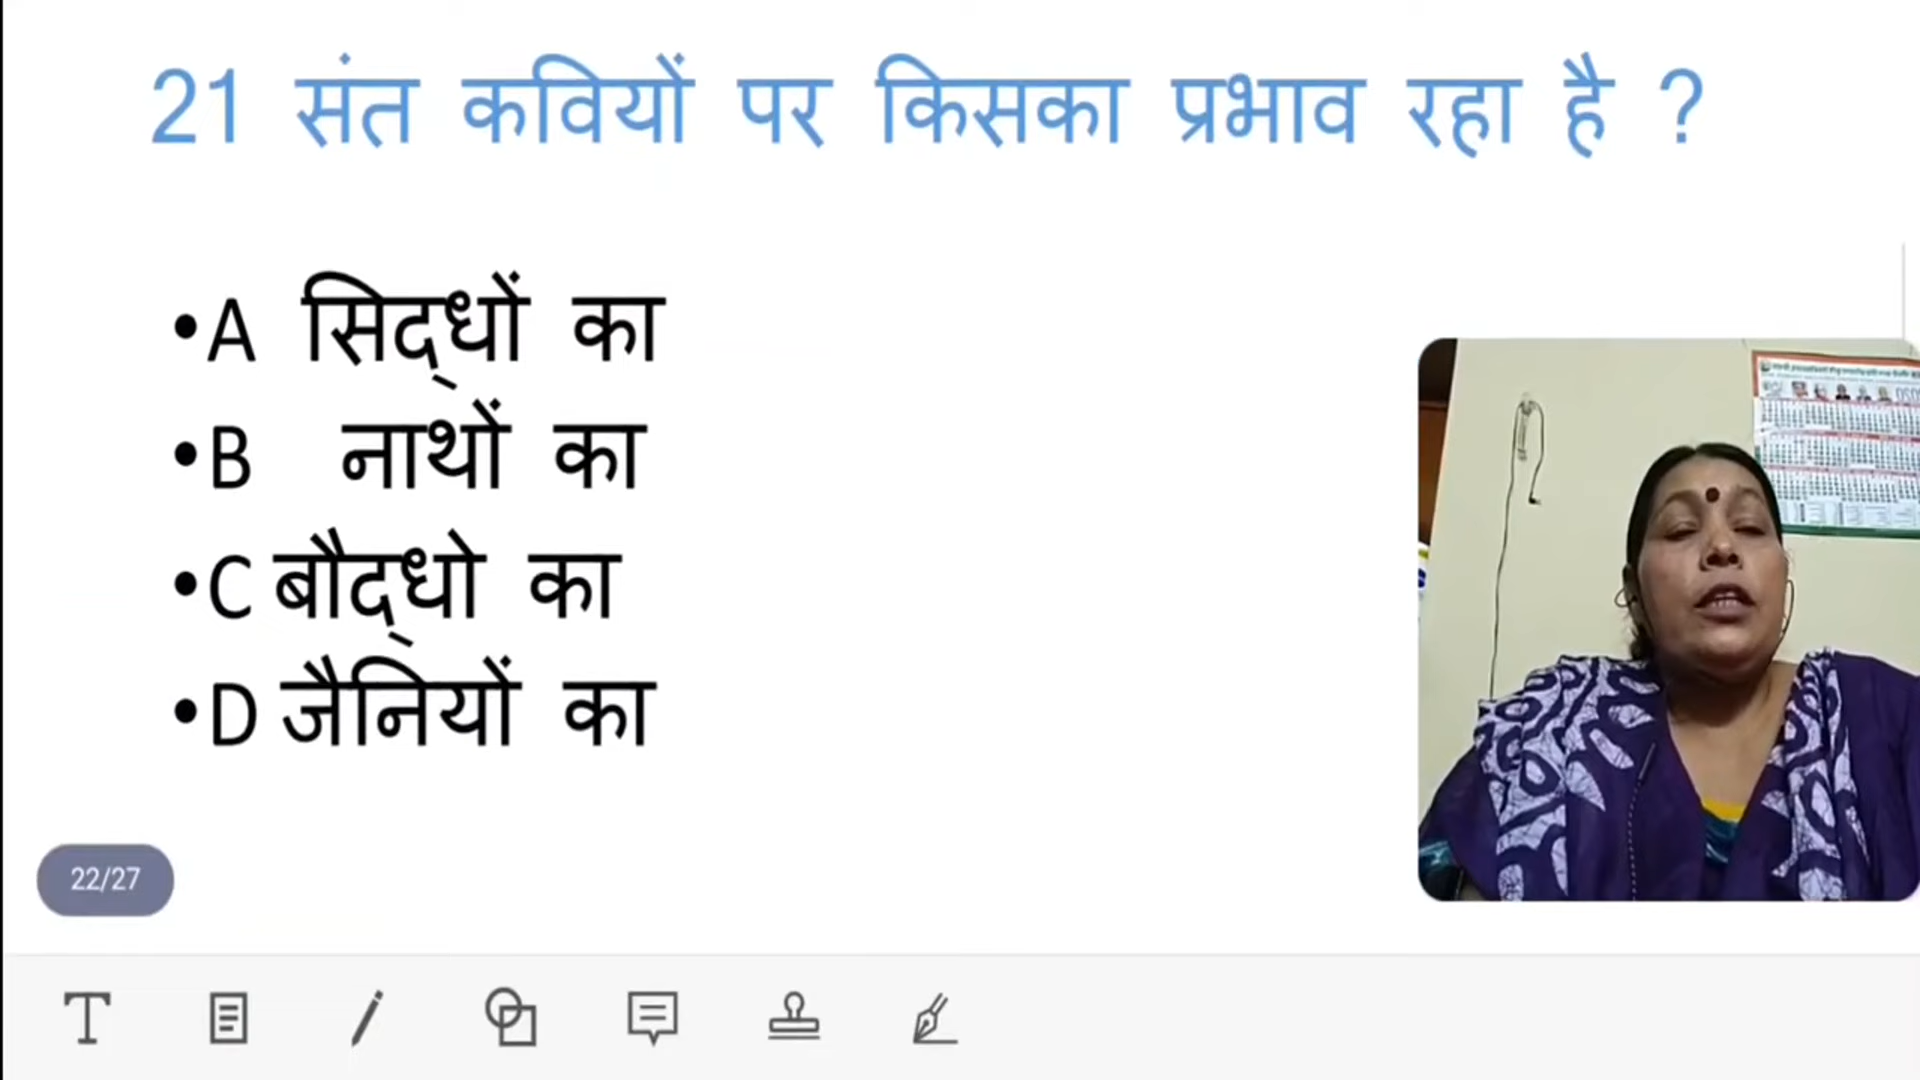 21 संत कवियों पर किसका प्रभाव रहा है ?
•A सिद्‌धों का
•B नाथों का
•C बौद्‌धो का
•D जैनियों का
22/27